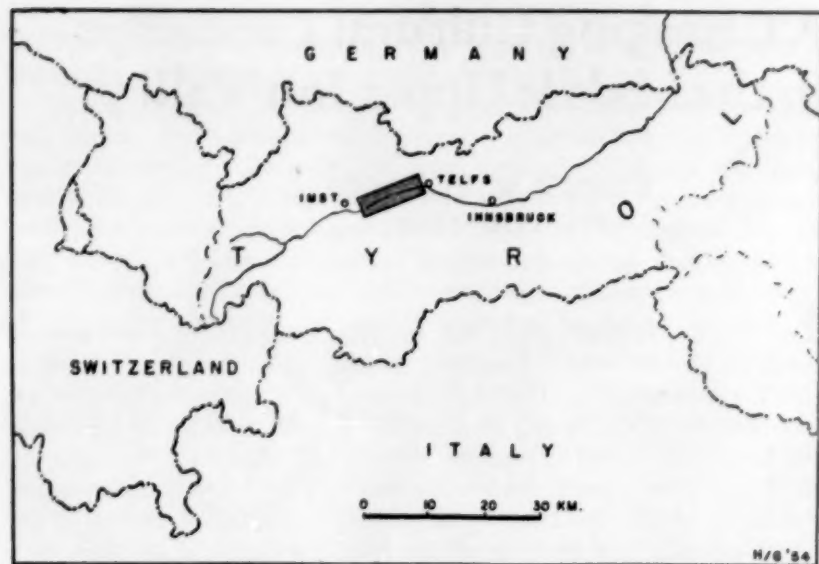 GERMANY
TELFS
IMST
INNSBRUCK
T Y R O L
SWITZERLAND
ITALY
0 10 20 30 KM.
H/G '54